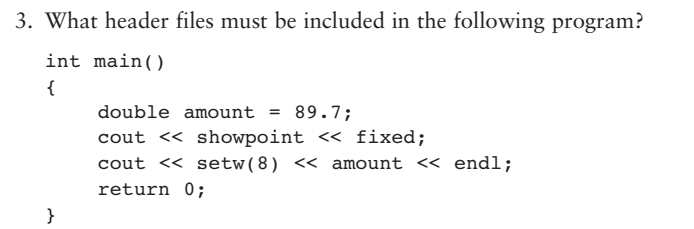 3. What header files must be included in the following program?
int main()
{
double amount = 89.7;
cout << showpoint << fixed;
cout << setw(8) << amount << endl;
return 0;
}